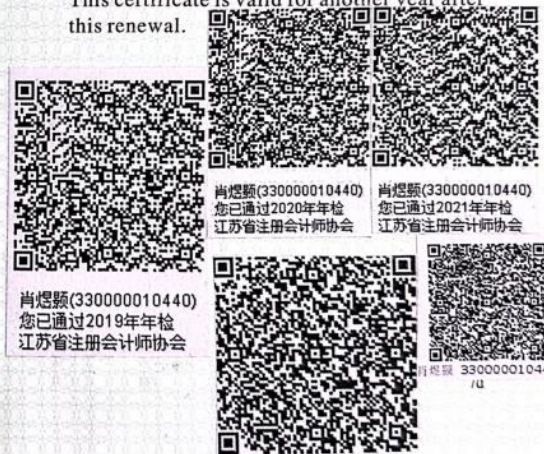 This certificate is valid for another year after
this renewal.
肖煜颢(330000010440)
您已通过2020年年检
江苏省注册会计师协会
肖煜颢(330000010440)
您已通过2021年年检
江苏省注册会计师协会
肖煜颢(330000010440)
您已通过2019年年检
江苏省注册会计师协会
肖煜颢 33000001044
/u